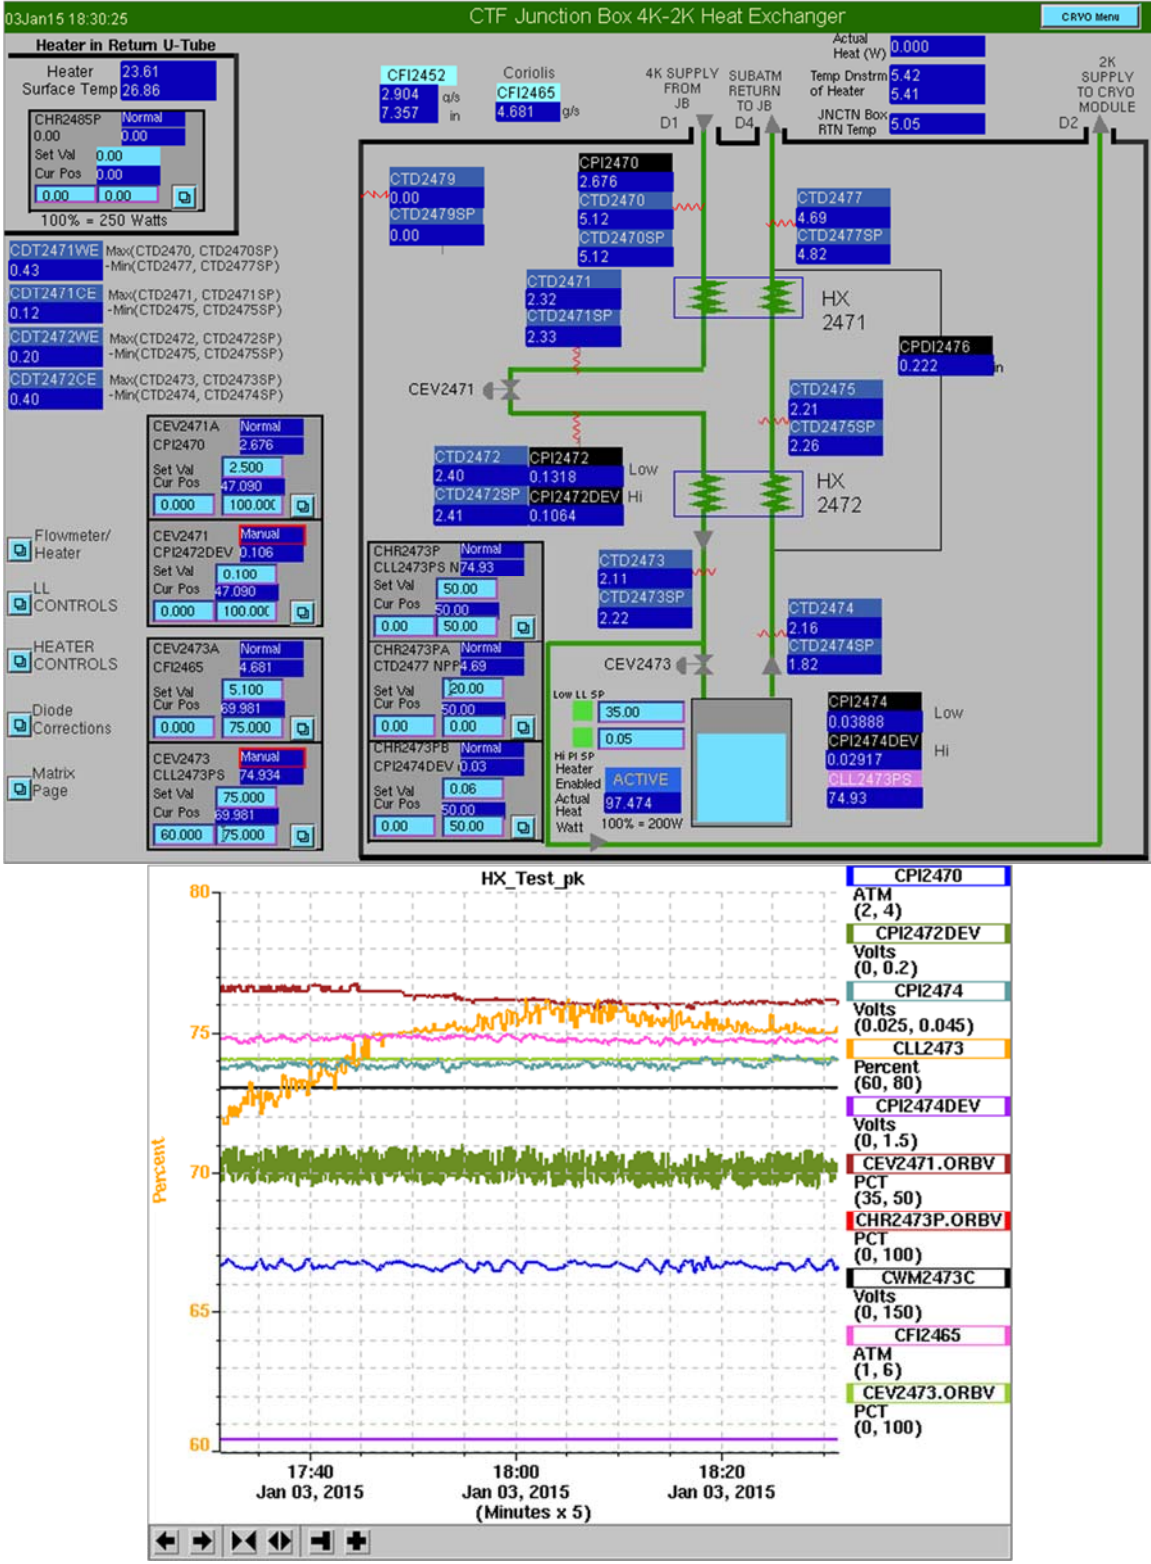 03Jan15 18:30:25
CTF Junction Box 4K-2K Heat Exchanger
CRYO Menu
Heater in Return U-Tube
Heater
Surface Temp
23.61
26.86
CHR2485P Normal
0.00 0.00
Set Val 0.00
Cur Pos 0.00
0.00 0.00
100% = 250 Watts
CFI2452
2.904 g/s
7.357 in
Coriolis
CFI2465
4.681 g/s
4K SUPPLY
FROM
JB
D1
SUBATM
RETURN
TO JB
D4
Actual
Heat (W) 0.000
Temp Dnstrm
of Heater
5.42
5.41
JNCTN Box
RTN Temp
5.05
2K
SUPPLY
TO CRYO
MODULE
D2
CDT2471WE
0.43
Max(CTD2470, CTD2470SP)
-Min(CTD2477, CTD2477SP)
CDT2471CE
0.12
Max(CTD2471, CTD2471SP)
-Min(CTD2475, CTD2475SP)
CDT2472WE
0.20
Max(CTD2472, CTD2472SP)
-Min(CTD2475, CTD2475SP)
CDT2472CE
0.40
Max(CTD2473, CTD2473SP)
-Min(CTD2474, CTD2474SP)
CTD2479
0.00
CTD2479SP
0.00
CPI2470
2.676
CTD2470
5.12
CTD2470SP
5.12
CTD2477
4.69
CTD2477SP
4.82
CTD2471
2.32
CTD2471SP
2.33
HX
2471
CPDI2476
0.222 in
CEV2471
CTD2475
2.21
CTD2475SP
2.26
CTD2472
2.40
CTD2472SP
2.41
CPI2472
0.1318
Low
CPI2472DEV
Hi
0.1064
HX
2472
CEV2471A Normal
CPI2470 2.676
Set Val 2.500
Cur Pos 47.090
0.000 100.00(
CEV2471 Manual
CPI2472DEV 0.106
Set Val 0.100
Cur Pos 47.090
0.000 100.00(
CEV2473A Normal
CFI2465 4.681
Set Val 5.100
Cur Pos 69.981
0.000 75.000
CEV2473 Manual
CLL2473PS 74.934
Set Val 75.000
Cur Pos 69.981
60.000 75.000
Flowmeter/
Heater
LL
CONTROLS
HEATER
CONTROLS
Diode
Corrections
Matrix
Page
CHR2473P Normal
CLL2473PS N 74.93
Set Val 50.00
Cur Pos 50.00
0.00 50.00
CHR2473PA Normal
CTD2477 NPP 4.69
Set Val 20.00
Cur Pos 50.00
0.00 0.00
CHR2473PB Normal
CPI2474DEV 0.03
Set Val 0.06
Cur Pos 50.00
0.00 50.00
CTD2473
2.11
CTD2473SP
2.22
CTD2474
2.16
CTD2474SP
1.82
CEV2473
Low LL SP
35.00
0.05
Hi PI SP
Heater
Enabled
ACTIVE
Actual
Heat
Watt
97.474
100% = 200W
CPI2474
0.03888
Low
CPI2474DEV
0.02917
Hi
CLL2473PS
74.93
HX_Test_pk
80
75
70
65
60
Percent
17:40
Jan 03, 2015
18:00
Jan 03, 2015
18:20
Jan 03, 2015
(Minutes x 5)
CPI2470
ATM
(2, 4)
CPI2472DEV
Volts
(0, 0.2)
CPI2474
Volts
(0.025, 0.045)
CLL2473
Percent
(60, 80)
CPI2474DEV
Volts
(0, 1.5)
CEV2471.ORBV
PCT
(35, 50)
CHR2473P.ORBV
PCT
(0, 100)
CWM2473C
Volts
(0, 150)
CFI2465
ATM
(1, 6)
CEV2473.ORBV
PCT
(0, 100)